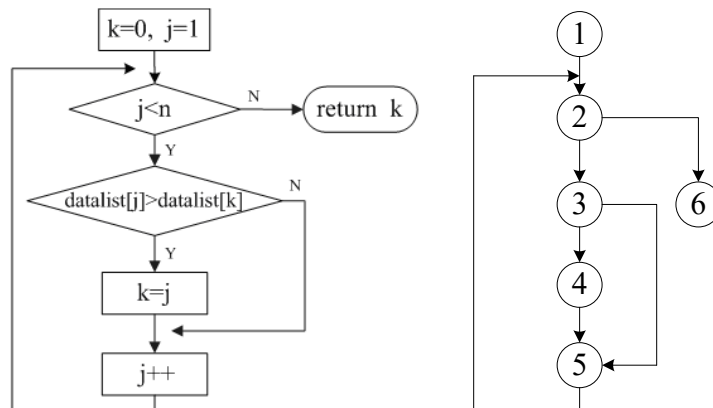 k=0, j=1
j<n
N
return k
Y
datalist[j]>datalist[k]
N
Y
k=j
j++
1
2
3
6
4
5